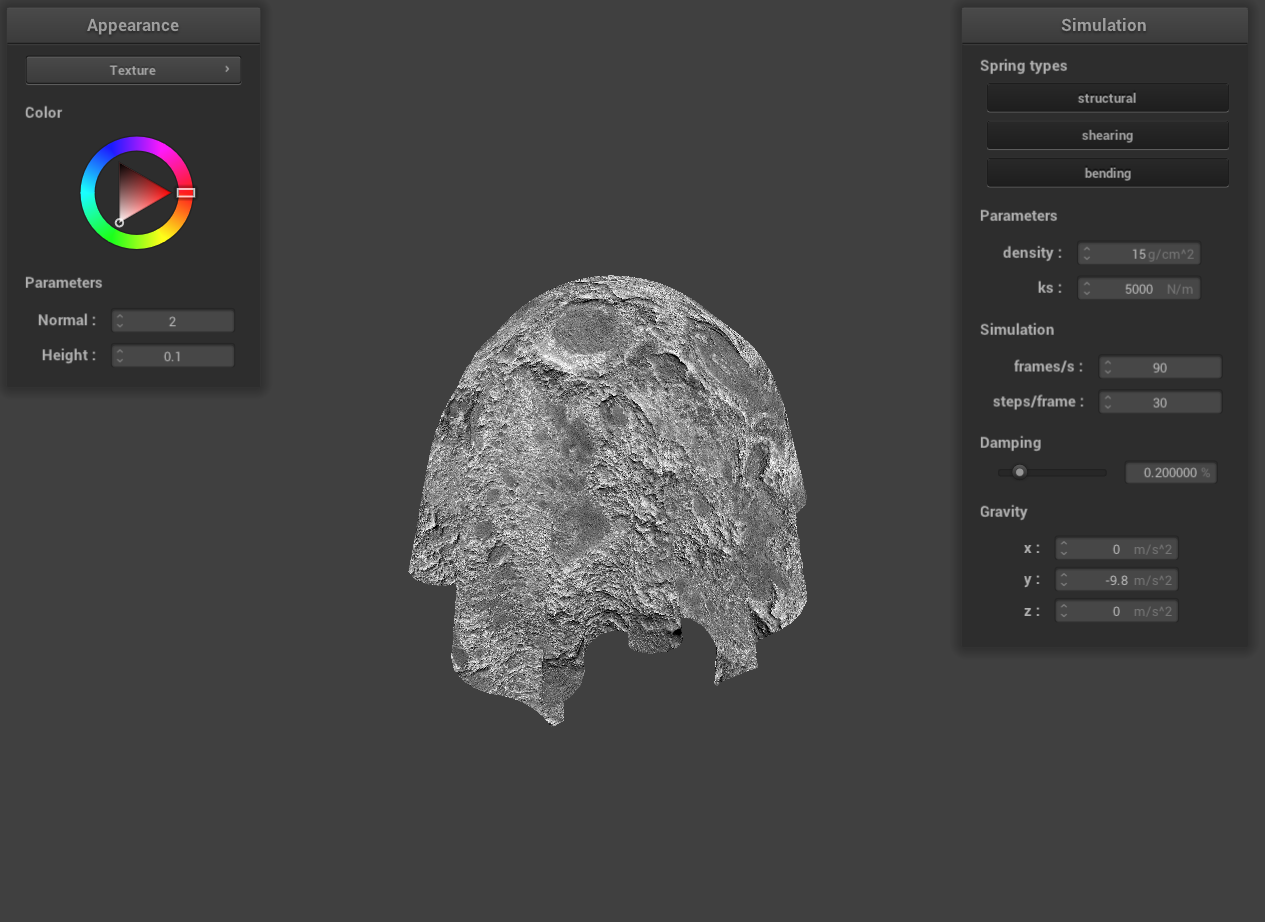 Appearance
Texture
Color
Parameters
Normal : 2
Height : 0.1
Simulation
Spring types
structural
shearing
bending
Parameters
density : 15 g/cm^2
ks : 5000 N/m
Simulation
frames/s : 90
steps/frame : 30
Damping
0.200000 %
Gravity
x : 0 m/s^2
y : -9.8 m/s^2
z : 0 m/s^2